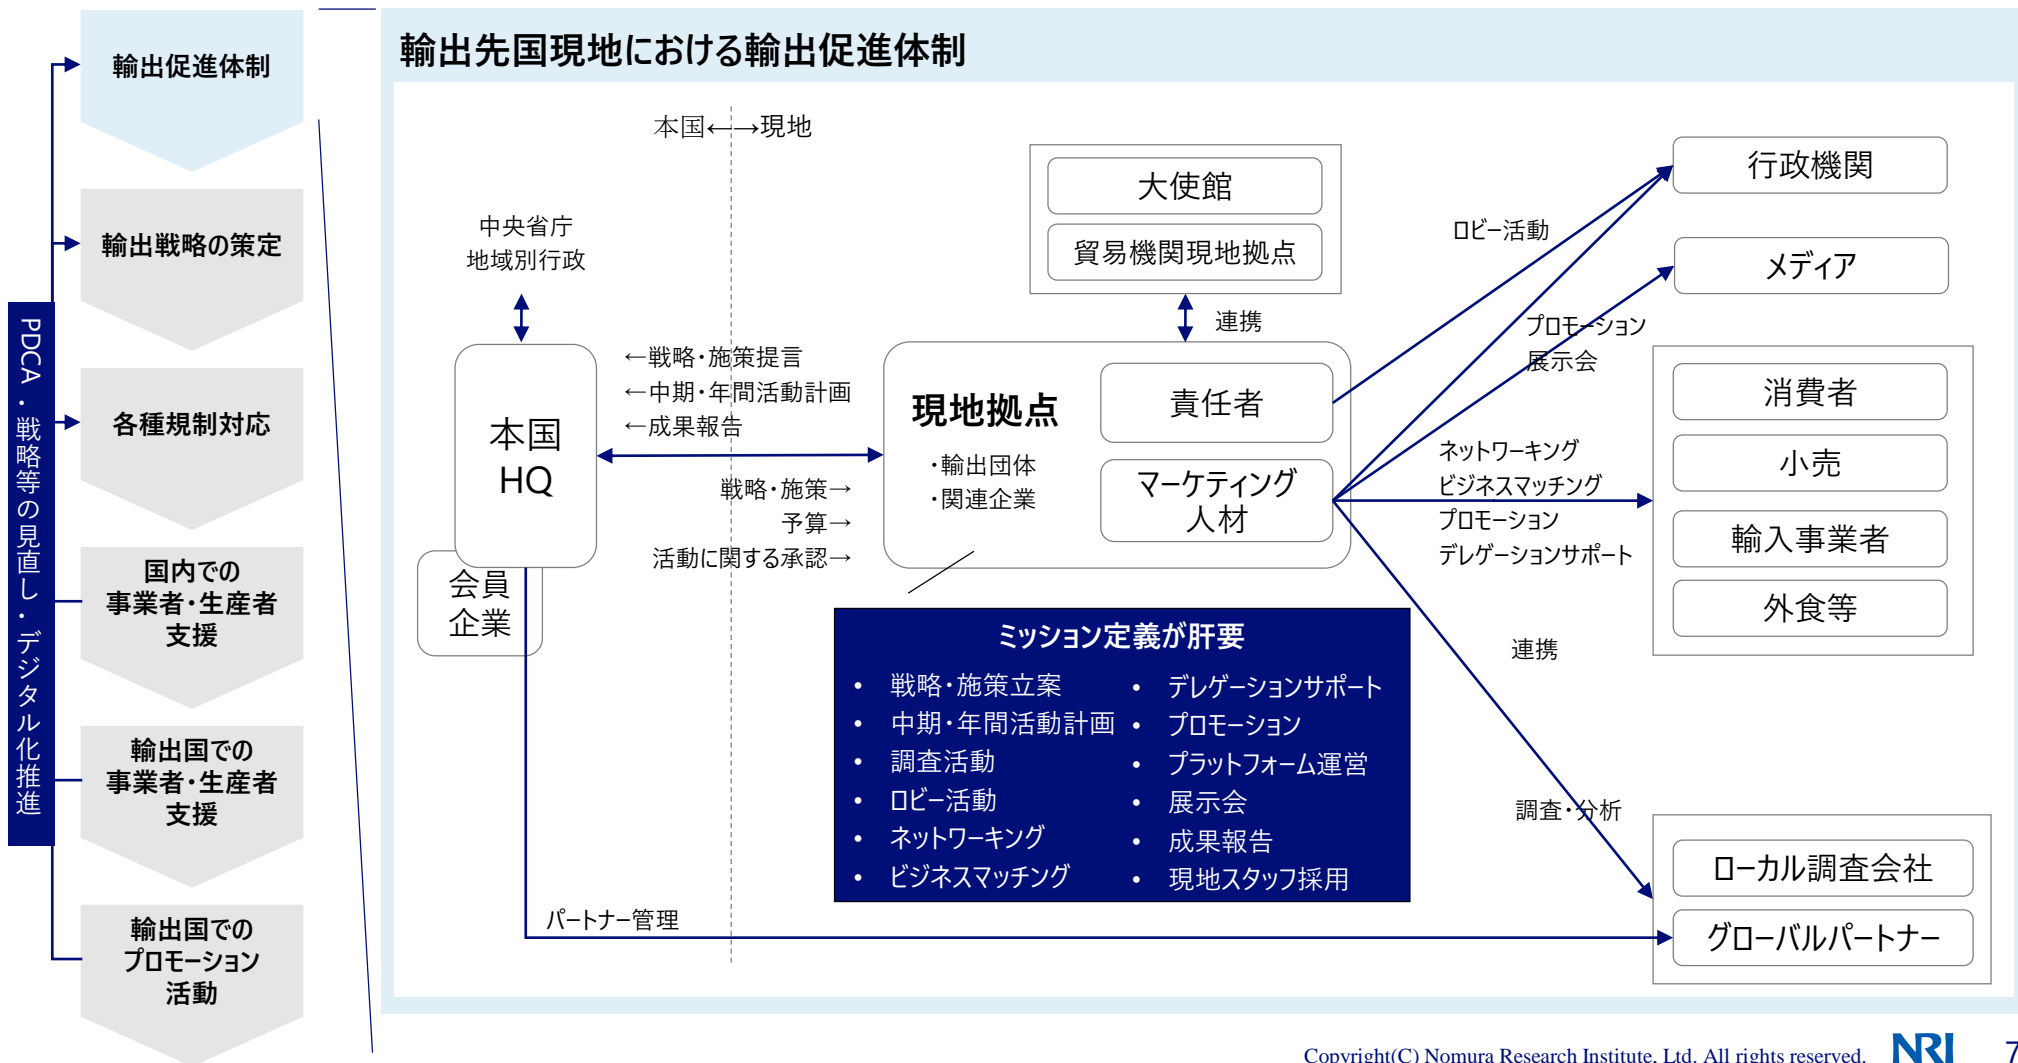 輸出促進体制
輸出戦略の策定
各種規制対応
国内での
事業者・生産者
支援
輸出国での
事業者・生産者
支援
輸出国での
プロモーション
活動
PDCA・戦略等の見直し・デジタル化推進
輸出先国現地における輸出促進体制
本国←→現地
中央省庁
地域別行政
本国
HQ
会員
企業
←戦略・施策提言
←中期・年間活動計画
←成果報告
戦略・施策→
予算→
活動に関する承認→
大使館
貿易機関現地拠点
連携
現地拠点
・輸出団体
・関連企業
責任者
マーケティング
人材
ミッション定義が肝要
• 戦略・施策立案
• 中期・年間活動計画
• 調査活動
• ロビー活動
• ネットワーキング
• ビジネスマッチング
• デレゲーションサポート
• プロモーション
• プラットフォーム運営
• 展示会
• 成果報告
• 現地スタッフ採用
ロビー活動
プロモーション
展示会
ネットワーキング
ビジネスマッチング
プロモーション
デレゲーションサポート
連携
調査・分析
パートナー管理
行政機関
メディア
消費者
小売
輸入事業者
外食等
ローカル調査会社
グローバルパートナー
Copyright(C) Nomura Research Institute, Ltd. All rights reserved.
NRI
7